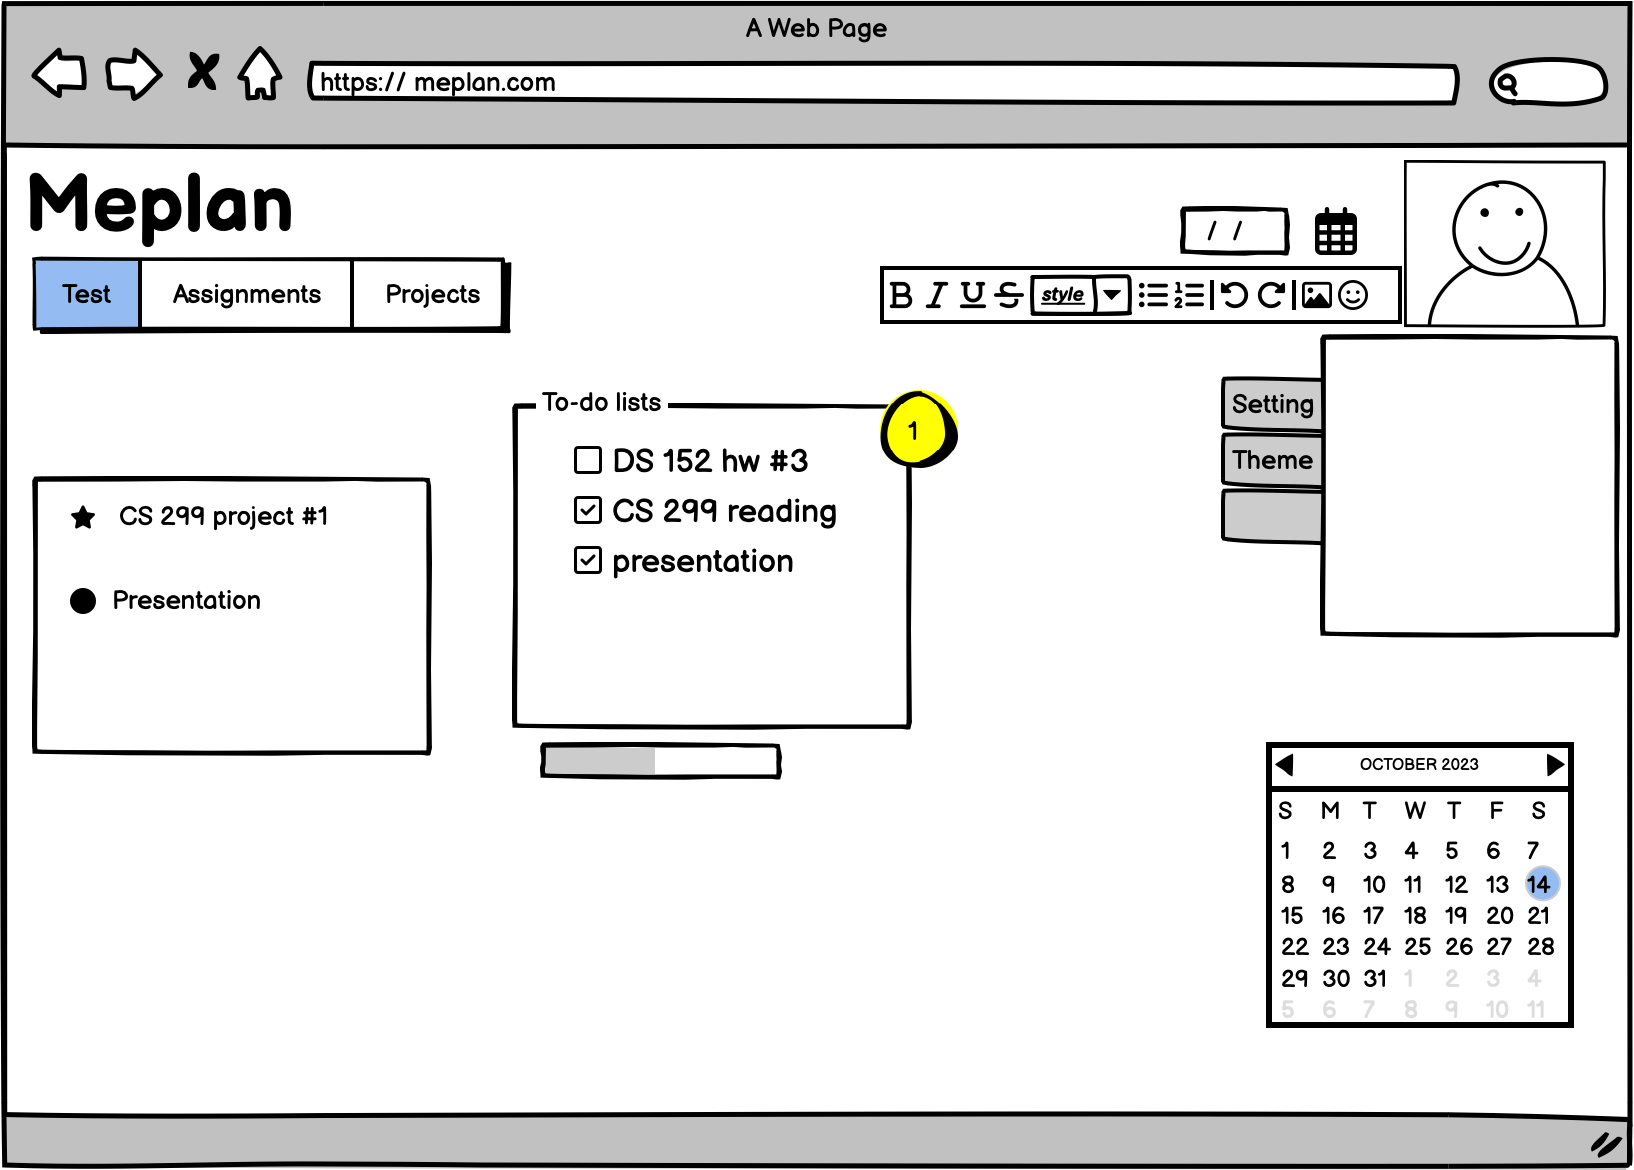 A Web Page
https:// meplan.com
Meplan
/ /
Test Assignments Projects
B I U S style
To-do lists
1
DS 152 hw #3
CS 299 reading
presentation
CS 299 project #1
Presentation
Setting
Theme
OCTOBER 2023
S M T W T F S
1 2 3 4 5 6 7
8 9 10 11 12 13 14
15 16 17 18 19 20 21
22 23 24 25 26 27 28
29 30 31 1 2 3 4
5 6 7 8 9 10 11